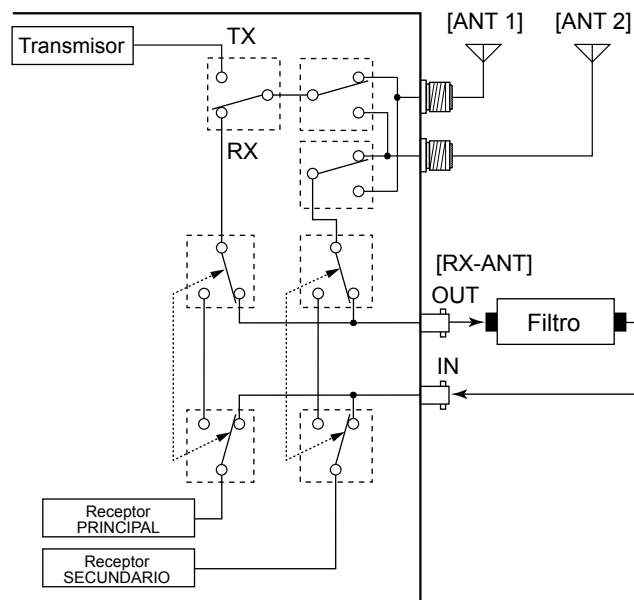 [ANT 1]
[ANT 2]
Transmisor
TX
RX
[RX-ANT]
OUT
Filtro
IN
Receptor
PRINCIPAL
Receptor
SECUNDARIO